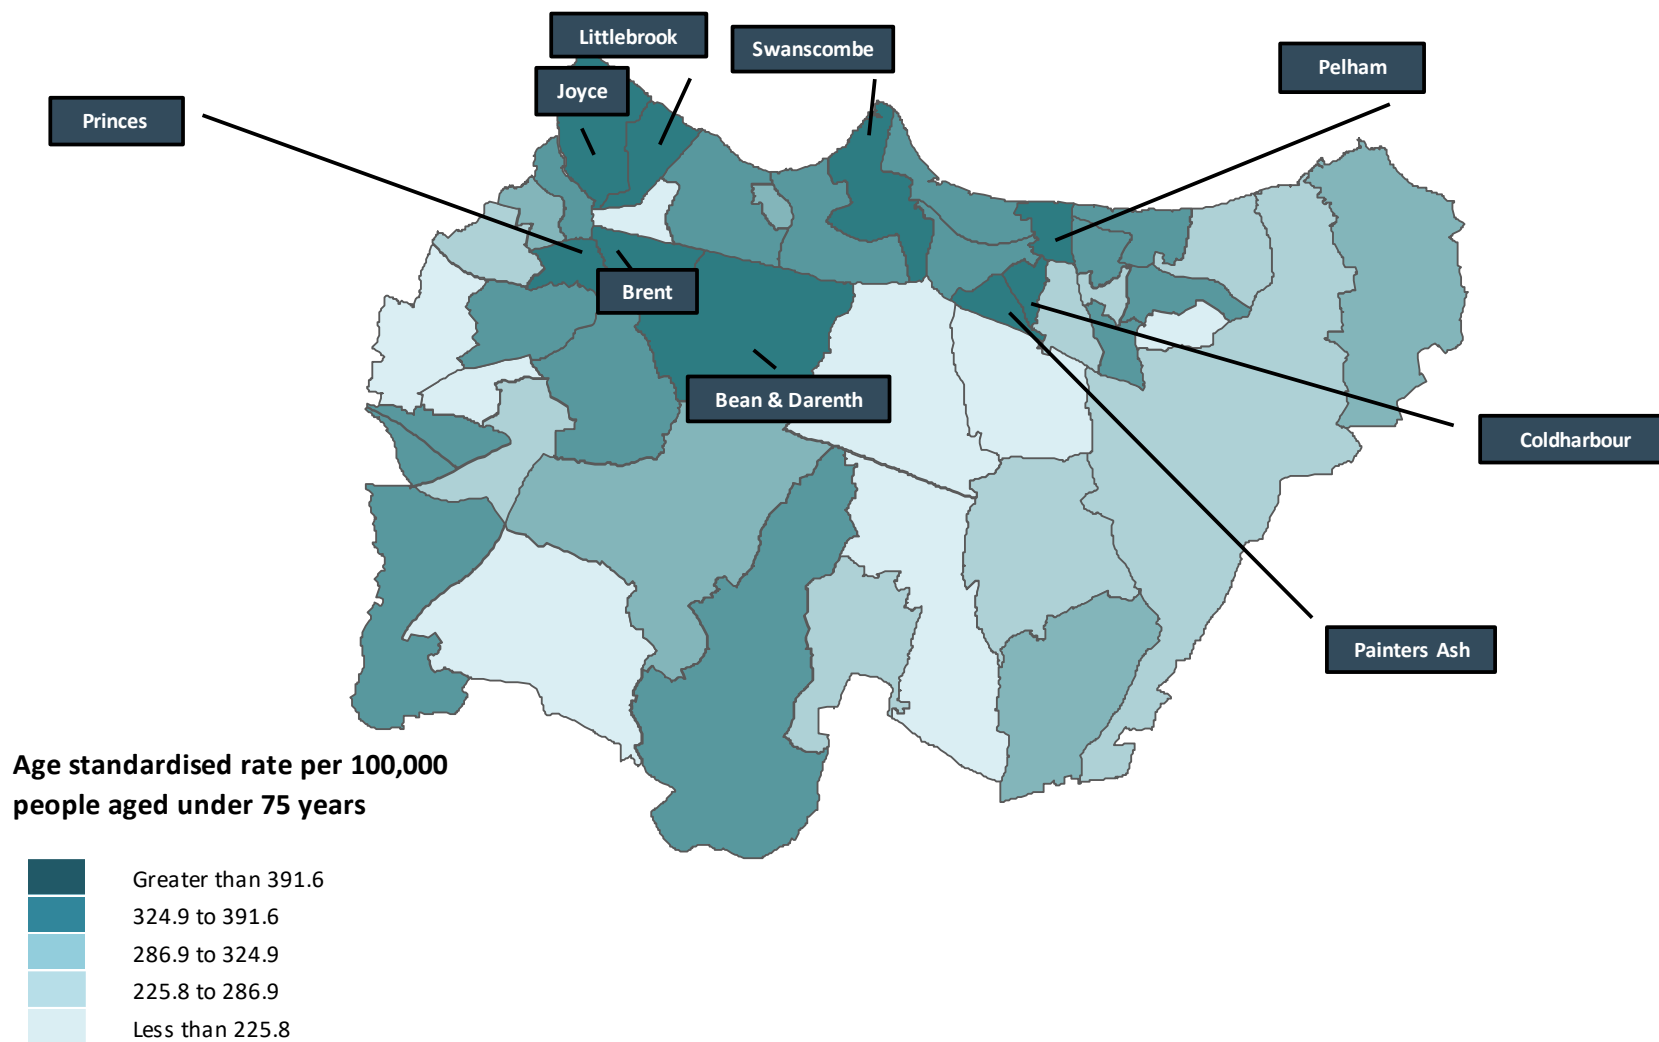 Littlebrook
Swanscombe
Pelham
Joyce
Princes
Brent
Bean & Darenth
Coldharbour
Painters Ash
Age standardised rate per 100,000
people aged under 75 years
Greater than 391.6
324.9 to 391.6
286.9 to 324.9
225.8 to 286.9
Less than 225.8